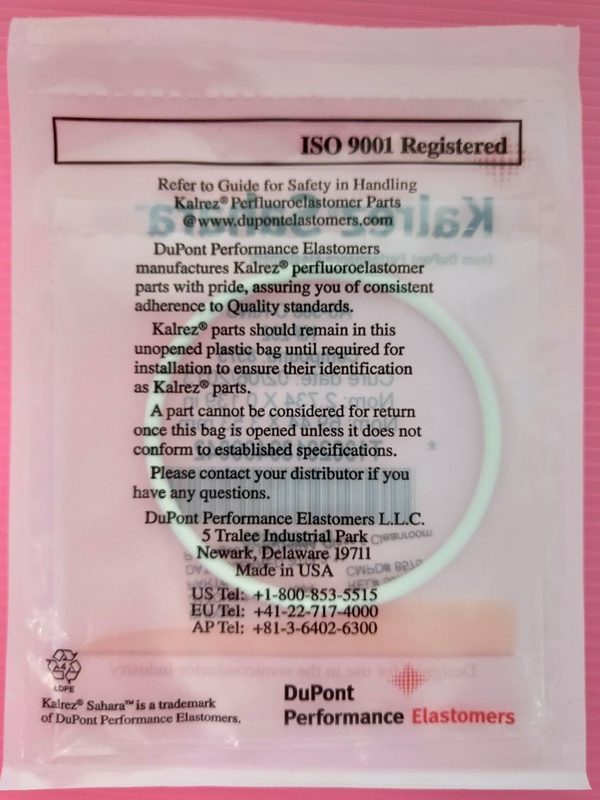 ISO 9001 Registered
Refer to Guide for Safety in Handling
Kalrez® Perfluoroelastomer Parts
@www.dupontelastomers.com
DuPont Performance Elastomers
manufactures Kalrez® perfluoroelastomer
parts with pride, assuring you of consistent
adherence to Quality standards.
Kalrez® parts should remain in this
unopened plastic bag until required for
installation to ensure their identification
as Kalrez® parts.
A part cannot be considered for return
once this bag is opened unless it does not
conform to established specifications.
Please contact your distributor if you
have any questions.
DuPont Performance Elastomers L.L.C.
5 Tralee Industrial Park
Newark, Delaware 19711
Made in USA
US Tel: +1-800-853-5515
EU Tel: +41-22-717-4000
AP Tel: +81-3-6402-6300
4
LDPE
Kalrez® Sahara™ is a trademark
of DuPont Performance Elastomers.
DuPont
Performance Elastomers